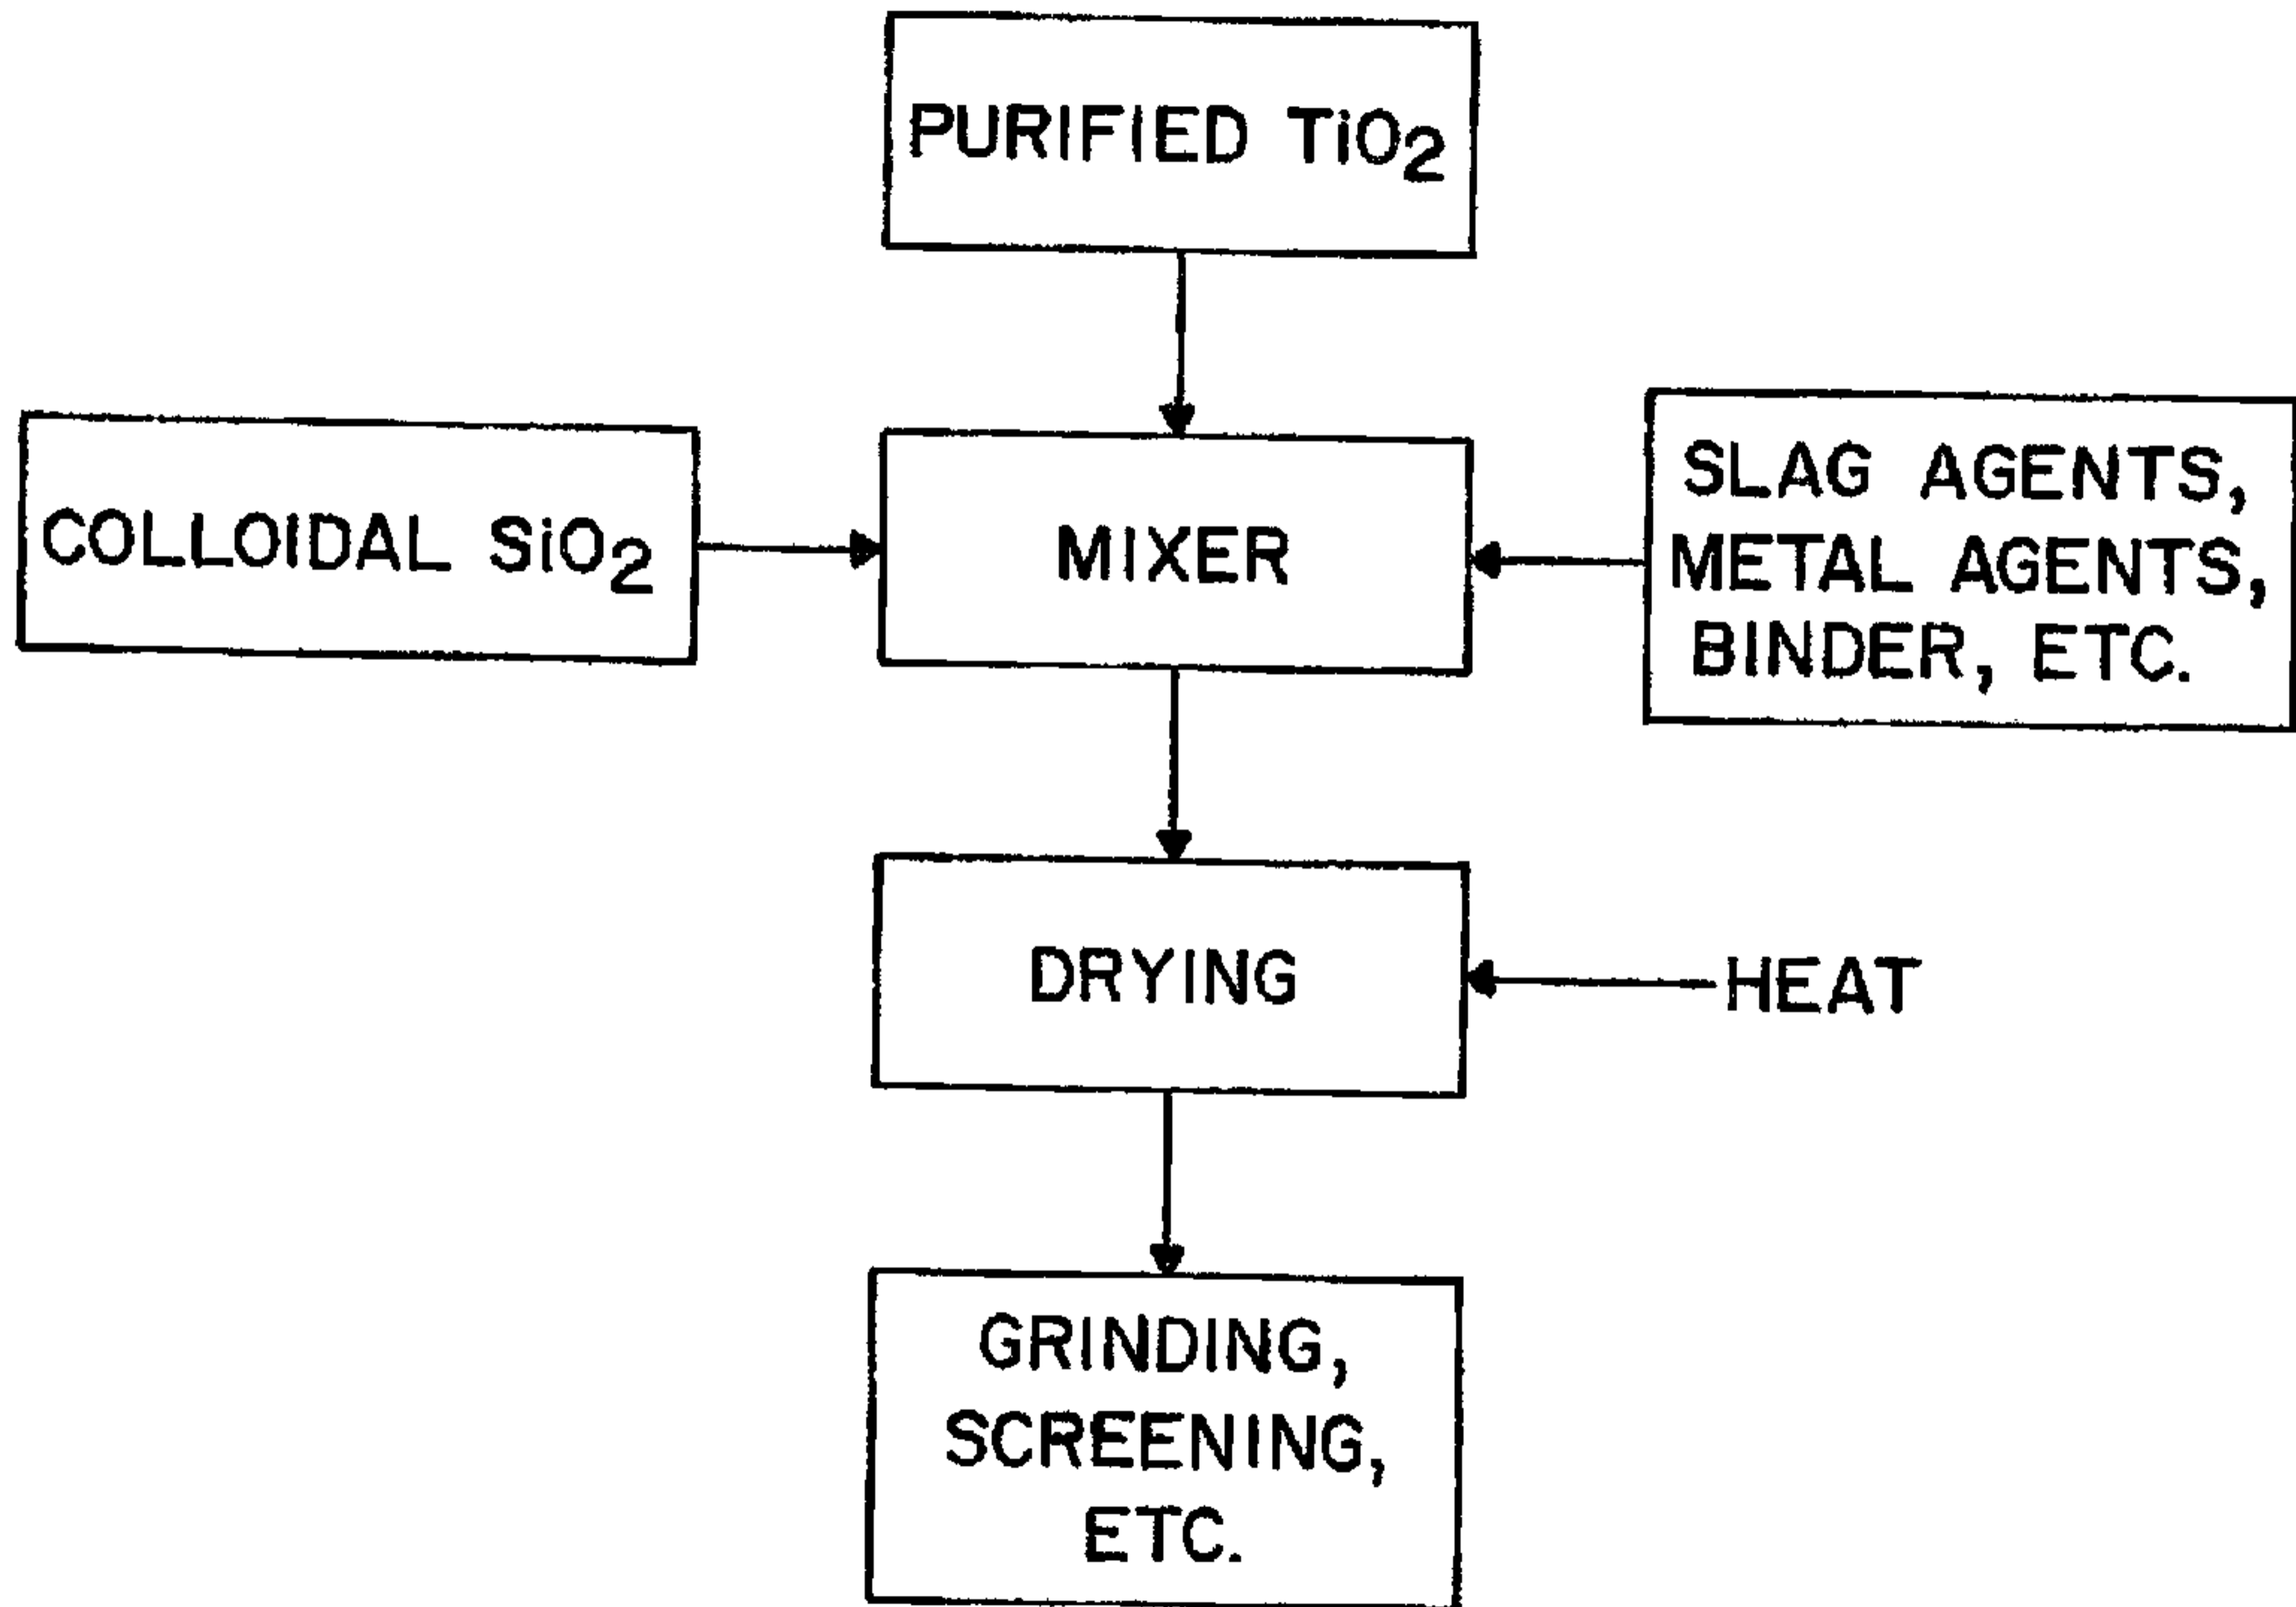 PURIFIED TiO2
COLLOIDAL SiO2
MIXER
SLAG AGENTS,
METAL AGENTS,
BINDER, ETC.
DRYING
HEAT
GRINDING,
SCREENING,
ETC.